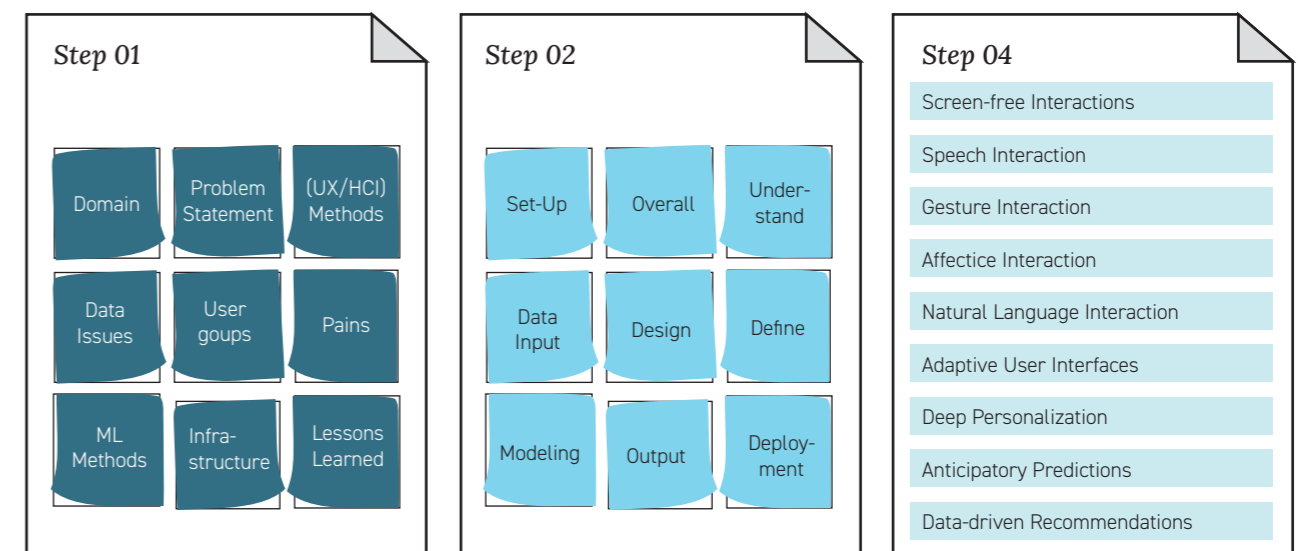 Step 01
Domain
Problem
Statement
(UX/HCI)
Methods
Data
Issues
User
goups
Pains
ML
Methods
Infra-
structure
Lessons
Learned
Step 02
Set-Up
Overall
Under-
stand
Data
Input
Design
Define
Modeling
Output
Deploy-
ment
Step 04
Screen-free Interactions
Speech Interaction
Gesture Interaction
Affectice Interaction
Natural Language Interaction
Adaptive User Interfaces
Deep Personalization
Anticipatory Predictions
Data-driven Recommendations